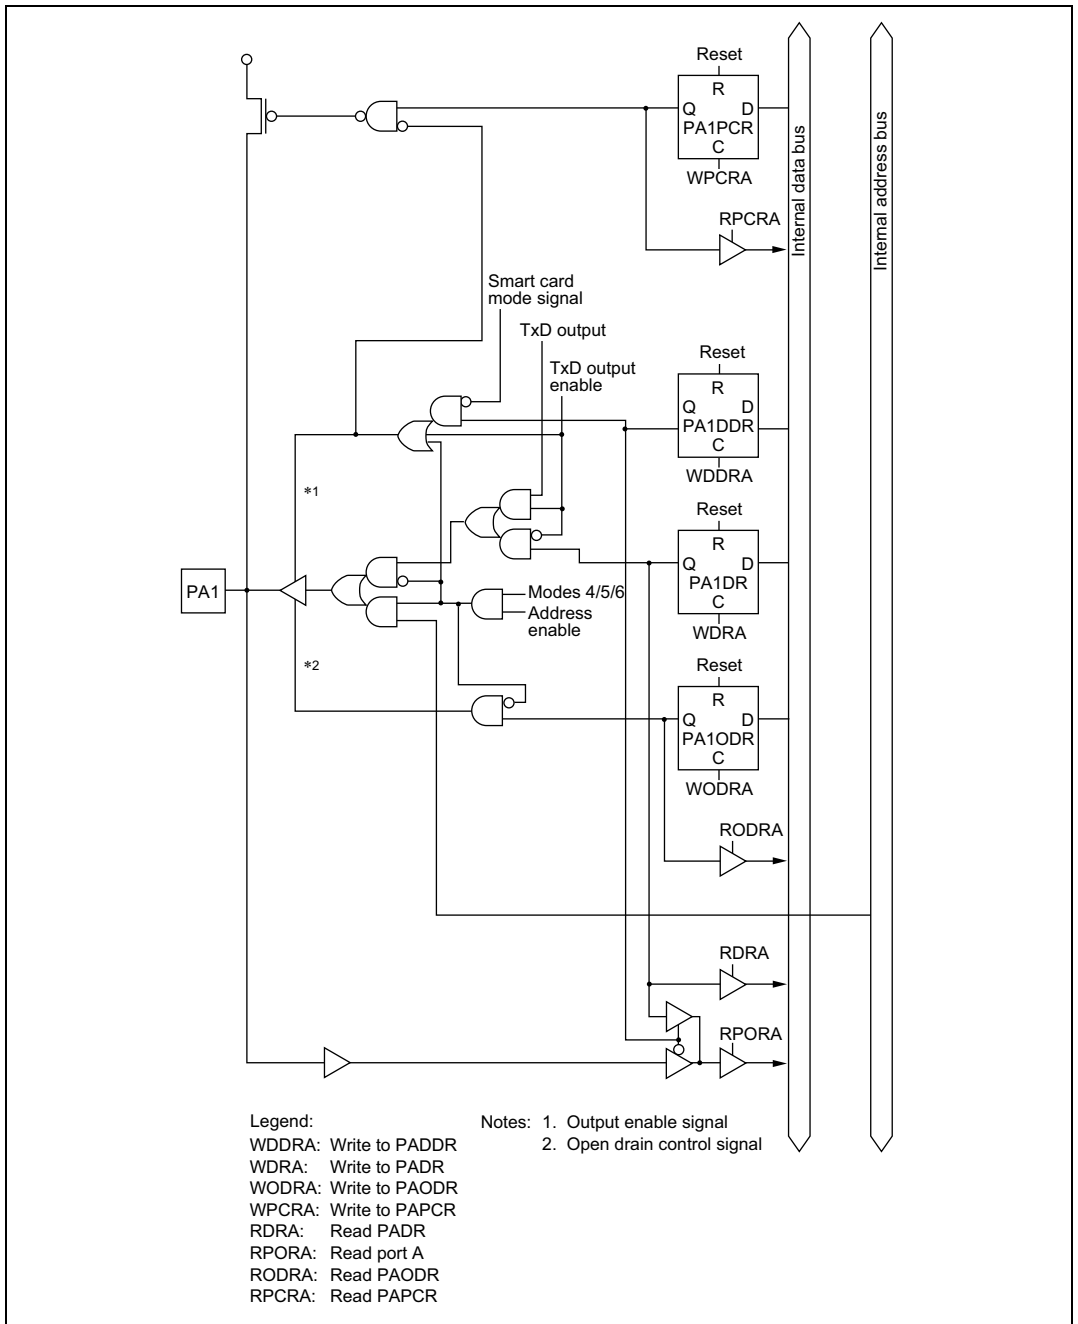 Reset
R
Q D
PA1PCR
C
WPCRA
Internal data bus
Internal address bus
RPCRA
Smart card
mode signal
TxD output
TxD output
enable
Reset
R
Q D
PA1DDR
C
WDDRA
*1
Reset
R
Q D
PA1DR
C
WDRA
PA1
Modes 4/5/6
Address
enable
*2
Reset
R
Q D
PA1ODR
C
WODRA
RODRA
RDRA
RPORA
Legend:
WDDRA: Write to PADDR
WDRA: Write to PADR
WODRA: Write to PAODR
WPCRA: Write to PAPCR
RDRA: Read PADR
RPORA: Read port A
RODRA: Read PAODR
RPCRA: Read PAPCR
Notes: 1. Output enable signal
2. Open drain control signal